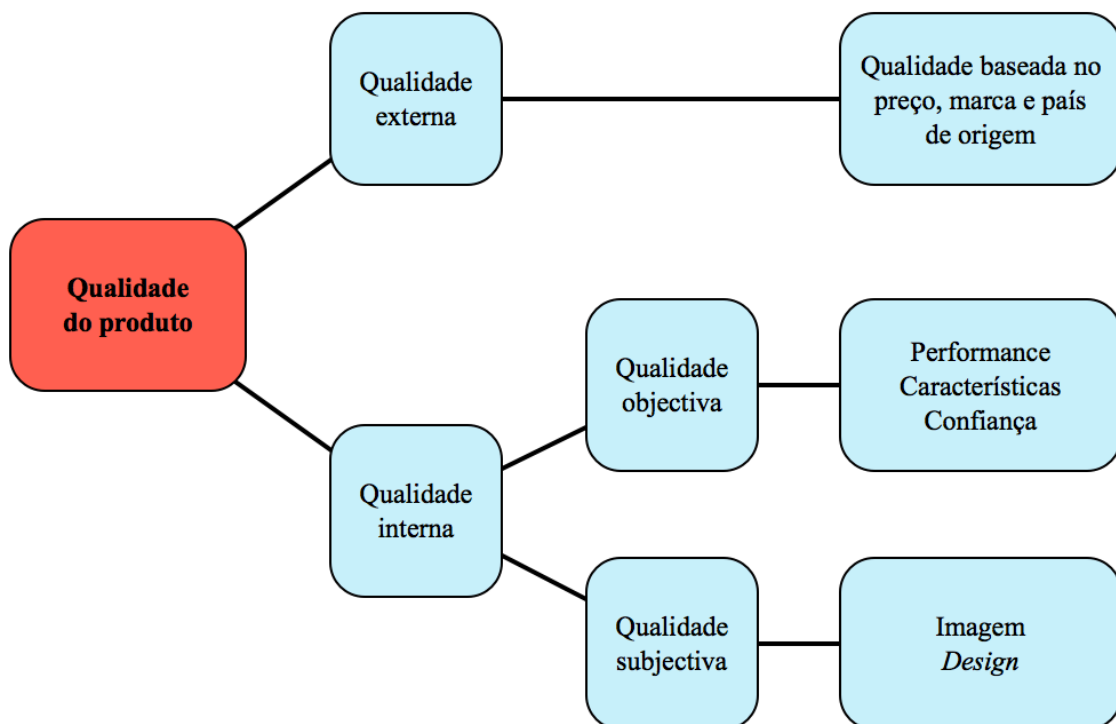 Qualidade
externa
Qualidade baseada no
preço, marca e país
de origem
Qualidade
do produto
Qualidade
objectiva
Performance
Características
Confiança
Qualidade
interna
Qualidade
subjectiva
Imagem
Design